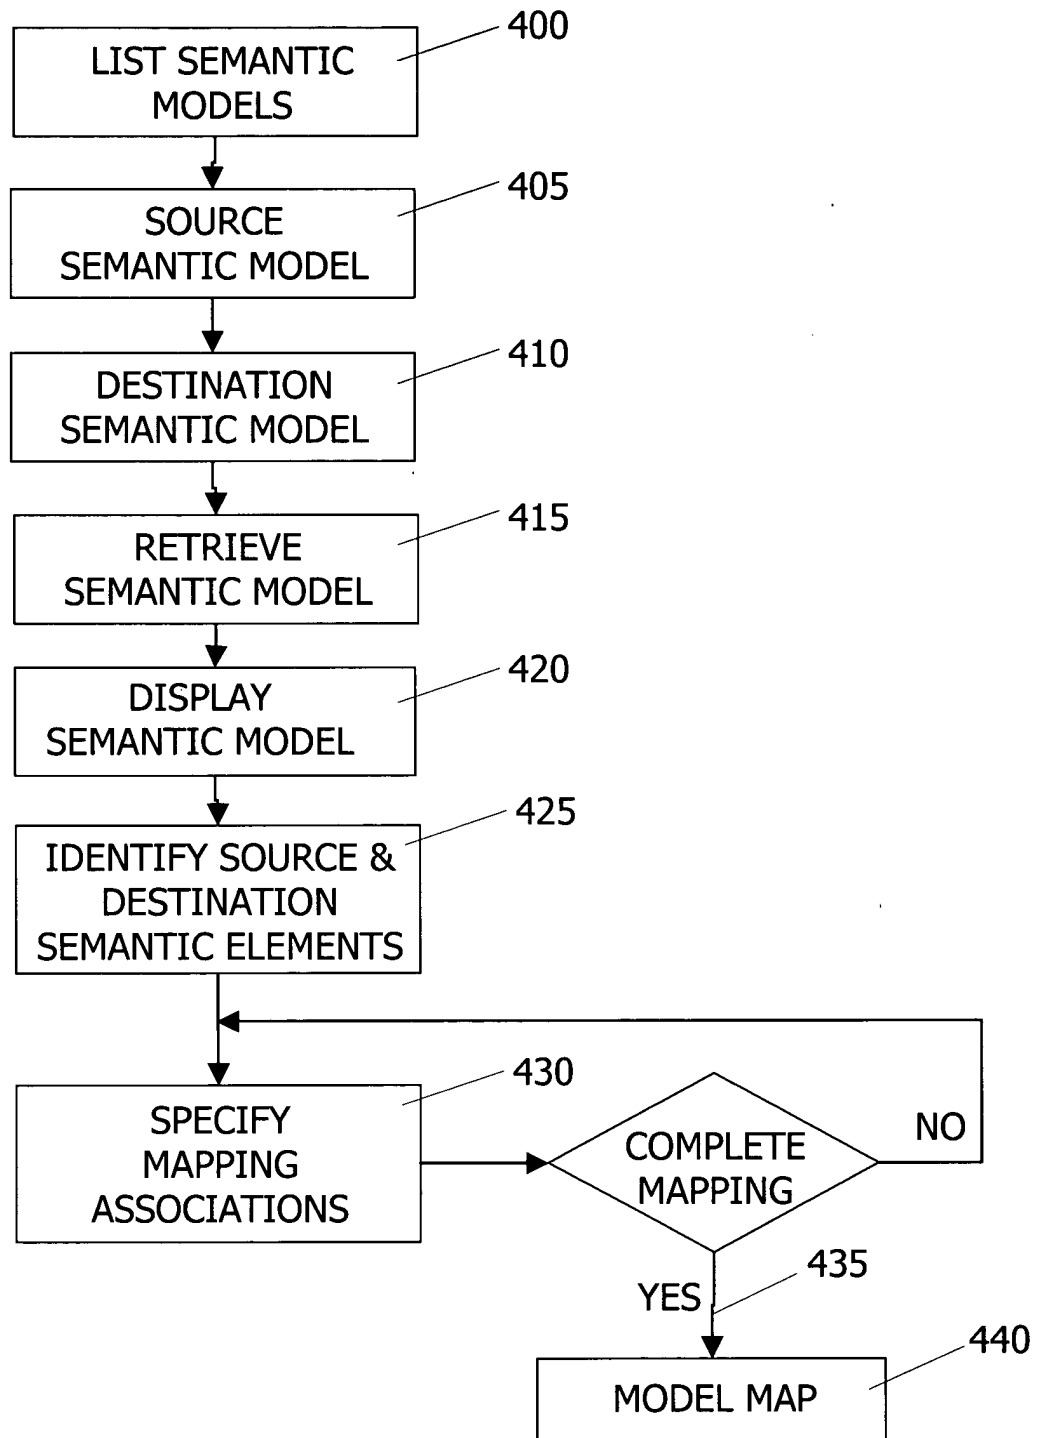 400
LIST SEMANTIC
MODELS
405
SOURCE
SEMANTIC MODEL
410
DESTINATION
SEMANTIC MODEL
415
RETRIEVE
SEMANTIC MODEL
420
DISPLAY
SEMANTIC MODEL
425
IDENTIFY SOURCE &
DESTINATION
SEMANTIC ELEMENTS
430
SPECIFY
MAPPING
ASSOCIATIONS
COMPLETE
MAPPING
NO
YES
435
440
MODEL MAP